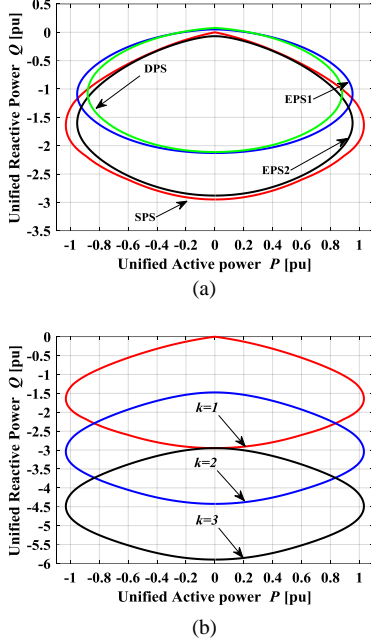 0.5
0
-0.5
-1
-1.5
-2
-2.5
-3
-3.5
Unified Reactive Power Q [pu]
DPS
EPS1
EPS2
SPS
-1 -0.8 -0.6 -0.4 -0.2 0 0.2 0.4 0.6 0.8 1
Unified Active power P [pu]
(a)
0
-0.5
-1
-1.5
-2
-2.5
-3
-3.5
-4
-4.5
-5
-5.5
-6
Unified Reactive Power Q [pu]
k=1
k=2
k=3
-1 -0.8 -0.6 -0.4 -0.2 0 0.2 0.4 0.6 0.8 1
Unified Active power P [pu]
(b)